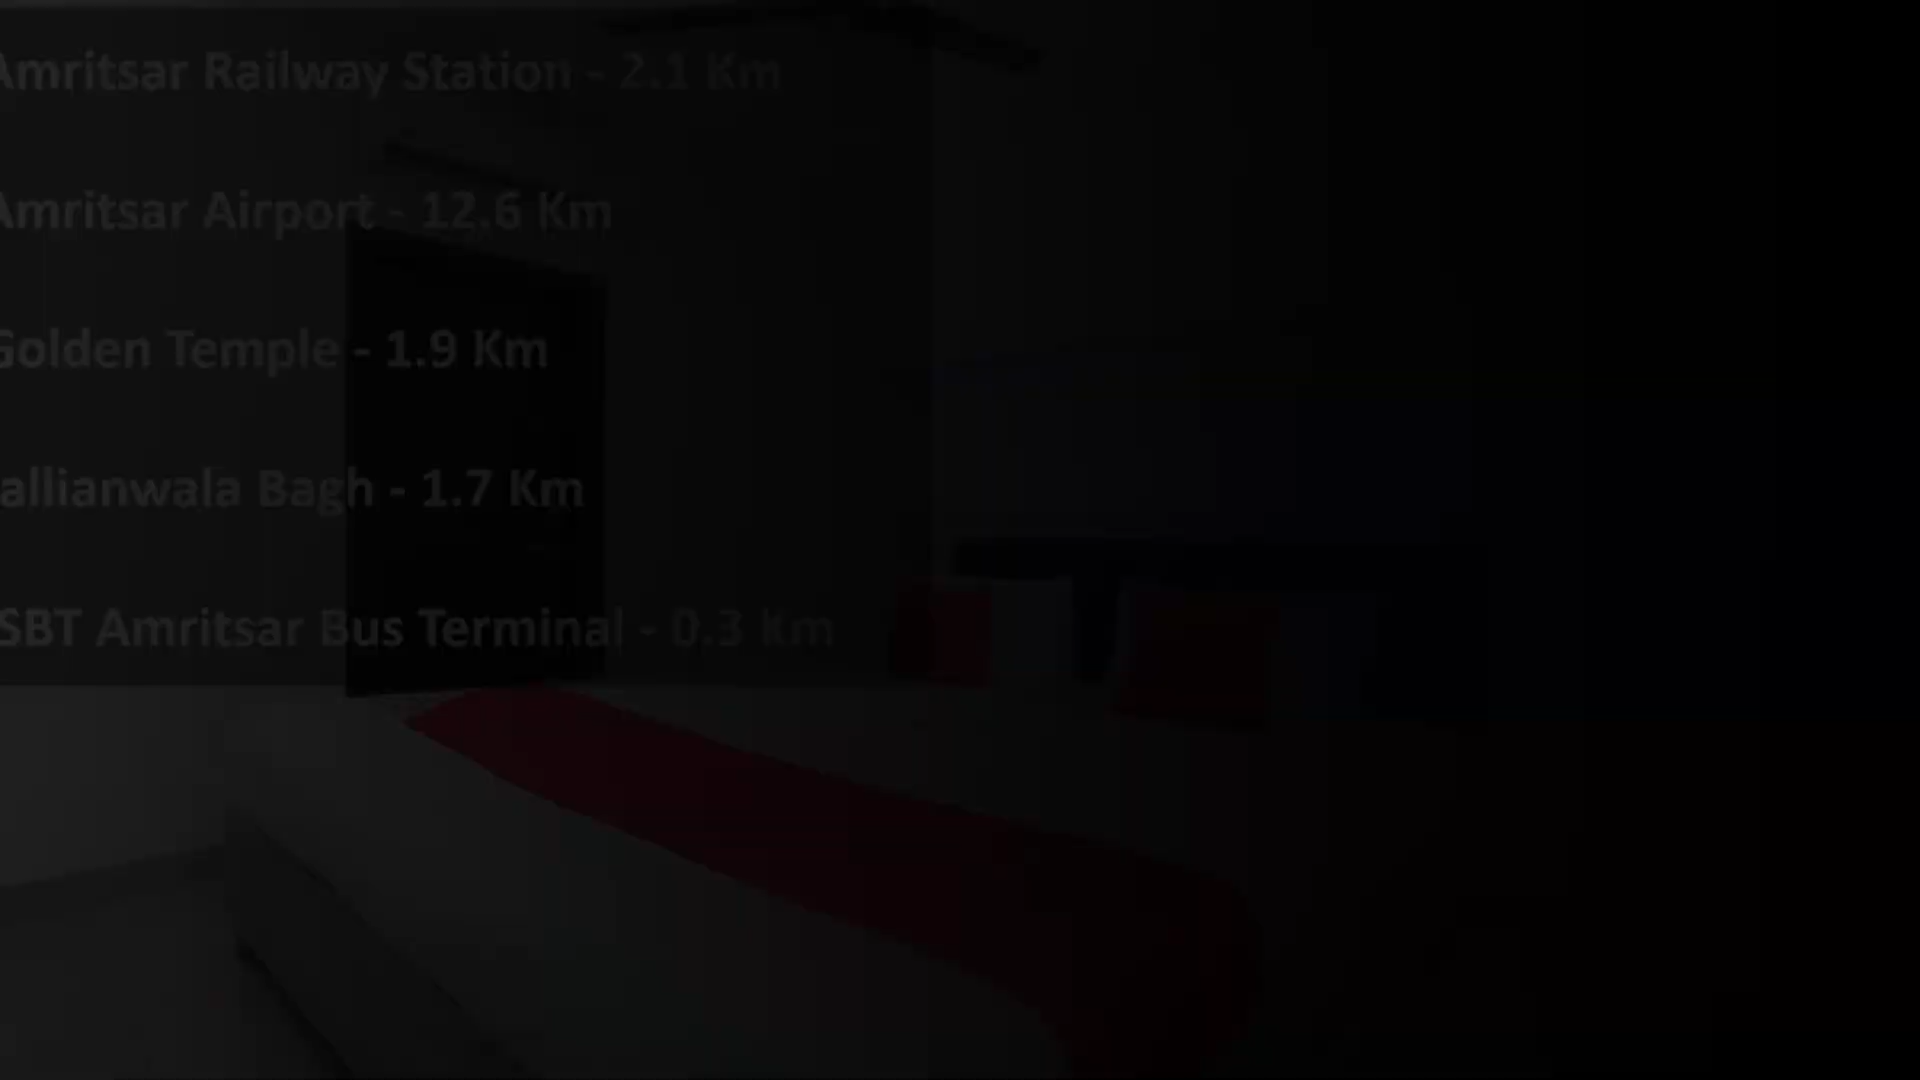 Amritsar Railway Station - 2.1 Km
Amritsar Airport - 12.6 Km
Golden Temple - 1.9 Km
allianwala Bagh - 1.7 Km
SBT Amritsar Bus Terminal - 0.3 Km